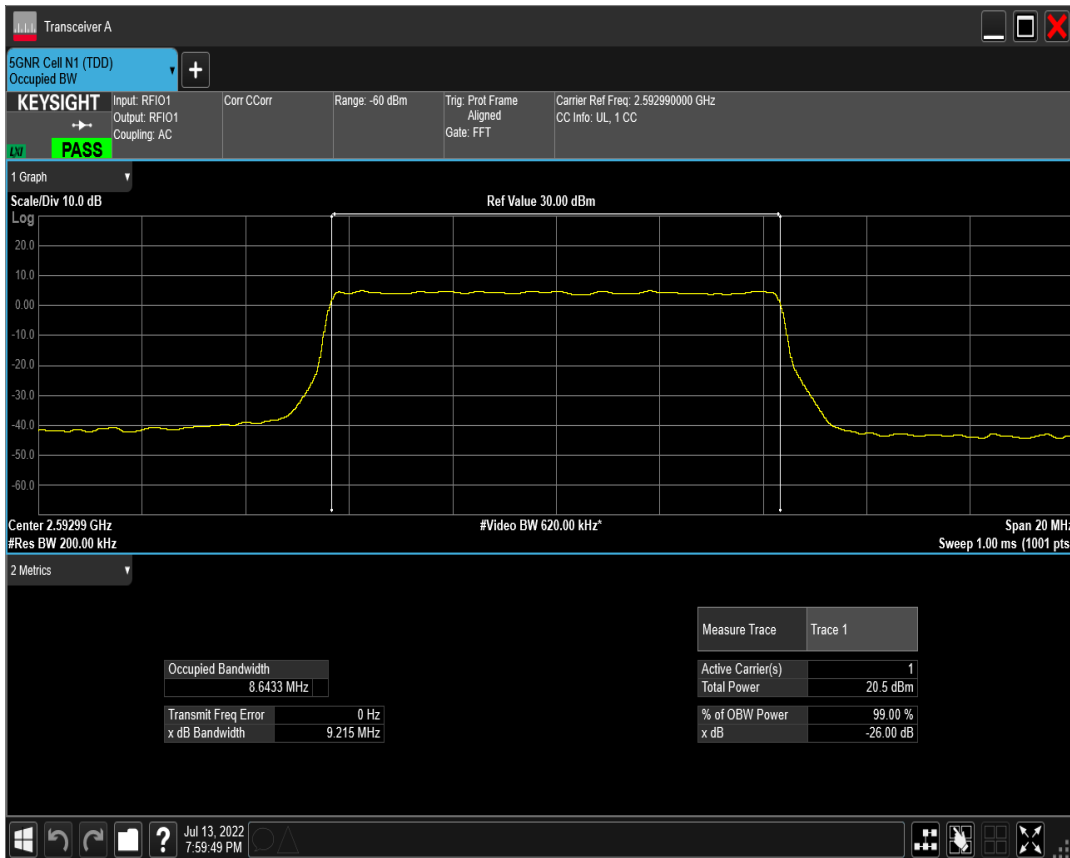 Transceiver A
5GNR Cell N1 (TDD)
Occupied BW
+
KEYSIGHT
LXI
PASS
Input: RFIO1
Output: RFIO1
Coupling: AC
Corr CCorr
Range: -60 dBm
Trig: Prot Frame
Aligned
Gate: FFT
Carrier Ref Freq: 2.592990000 GHz
CC Info: UL, 1 CC
1 Graph
Scale/Div 10.0 dB
Ref Value 30.00 dBm
Log
20.0
10.0
0.00
-10.0
-20.0
-30.0
-40.0
-50.0
-60.0
Center 2.59299 GHz
#Video BW 620.00 kHz*
Span 20 MHz
#Res BW 200.00 kHz
Sweep 1.00 ms (1001 pts
2 Metrics
Measure Trace Trace 1
Occupied Bandwidth
8.6433 MHz
Active Carrier(s) 1
Total Power 20.5 dBm
Transmit Freq Error 0 Hz
x dB Bandwidth 9.215 MHz
% of OBW Power 99.00 %
x dB -26.00 dB
?
Jul 13, 2022
7:59:49 PM